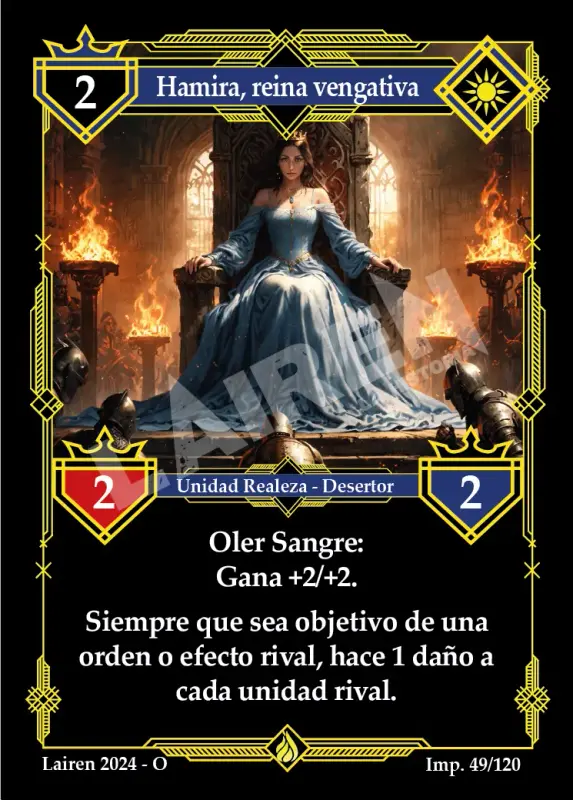 2
Hamira, reina vengativa
LAIREN
2
Unidad Realeza - Desertor
2
Oler Sangre:
Gana +2/+2.
Siempre que sea objetivo de una
orden o efecto rival, hace 1 daño a
cada unidad rival.
Lairen 2024 - O
Imp. 49/120